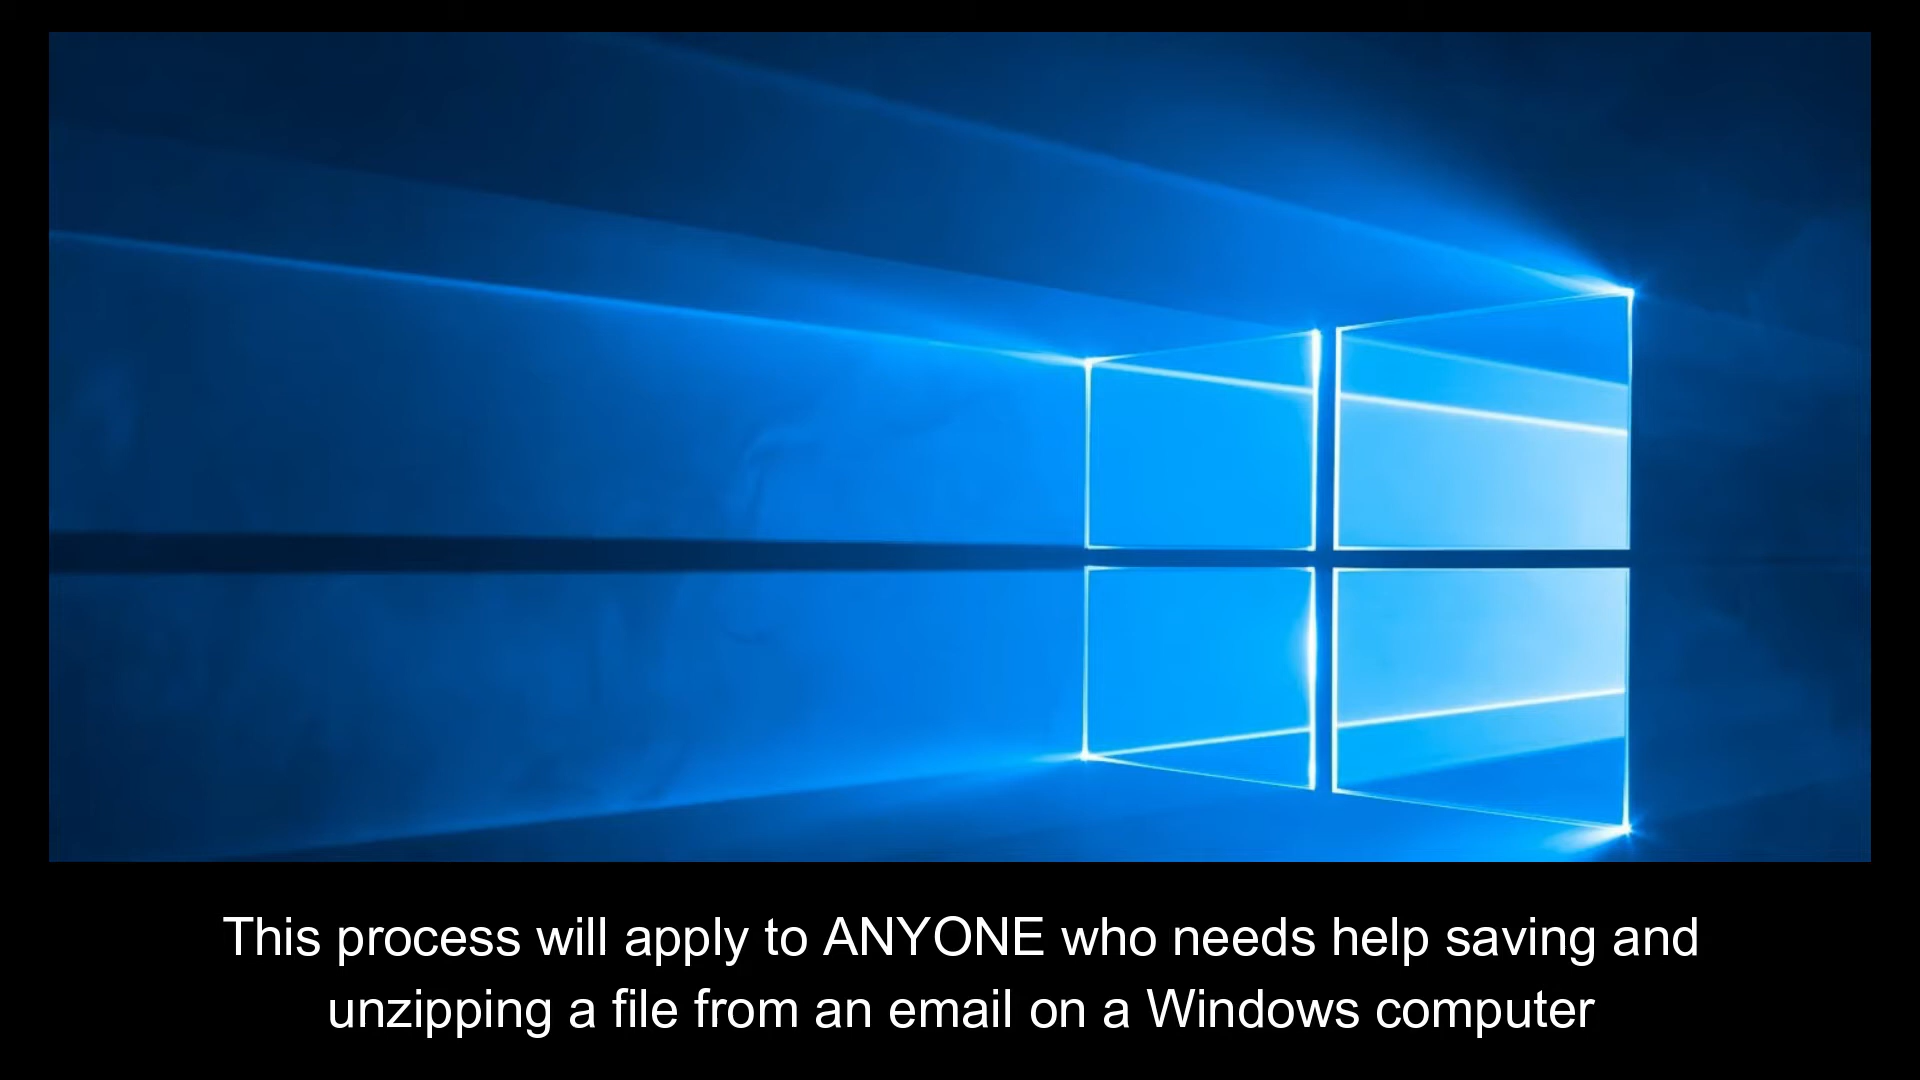 This process will apply to ANYONE who needs help saving and
unzipping a file from an email on a Windows computer